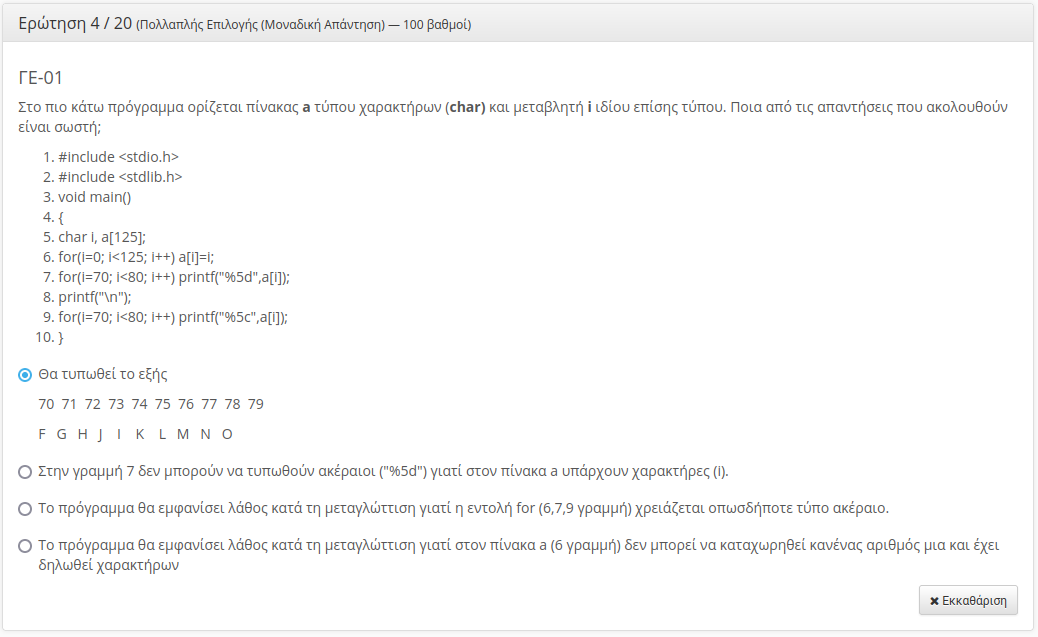 Ερώτηση 4 / 20 (Πολλαπλής Επιλογής (Μοναδική Απάντηση) — 100 βαθμοί)
ΓΕ-01
Στο πιο κάτω πρόγραμμα ορίζεται πίνακας a τύπου χαρακτήρων (char) και μεταβλητή i ιδίου επίσης τύπου. Ποια από τις απαντήσεις που ακολουθούν
είναι σωστή;
1. #include <stdio.h>
2. #include <stdlib.h>
3. void main()
4. {
5. char i, a[125];
6. for(i=0; i<125; i++) a[i]=i;
7. for(i=70; i<80; i++) printf("%5d",a[i]);
8. printf("\n");
9. for(i=70; i<80; i++) printf("%5c",a[i]);
10. }
Θα τυπωθεί το εξής
70 71 72 73 74 75 76 77 78 79
F G H J I K L M N O
Στην γραμμή 7 δεν μπορούν να τυπωθούν ακέραιοι ("%5d") γιατί στον πίνακα a υπάρχουν χαρακτήρες (i).
Το πρόγραμμα θα εμφανίσει λάθος κατά τη μεταγλώττιση γιατί η εντολή for (6,7,9 γραμμή) χρειάζεται οπωσδήποτε τύπο ακέραιο.
Το πρόγραμμα θα εμφανίσει λάθος κατά τη μεταγλώττιση γιατί στον πίνακα a (6 γραμμή) δεν μπορεί να καταχωρηθεί κανένας αριθμός μια και έχει
δηλωθεί χαρακτήρων
✖ Εκκαθάριση